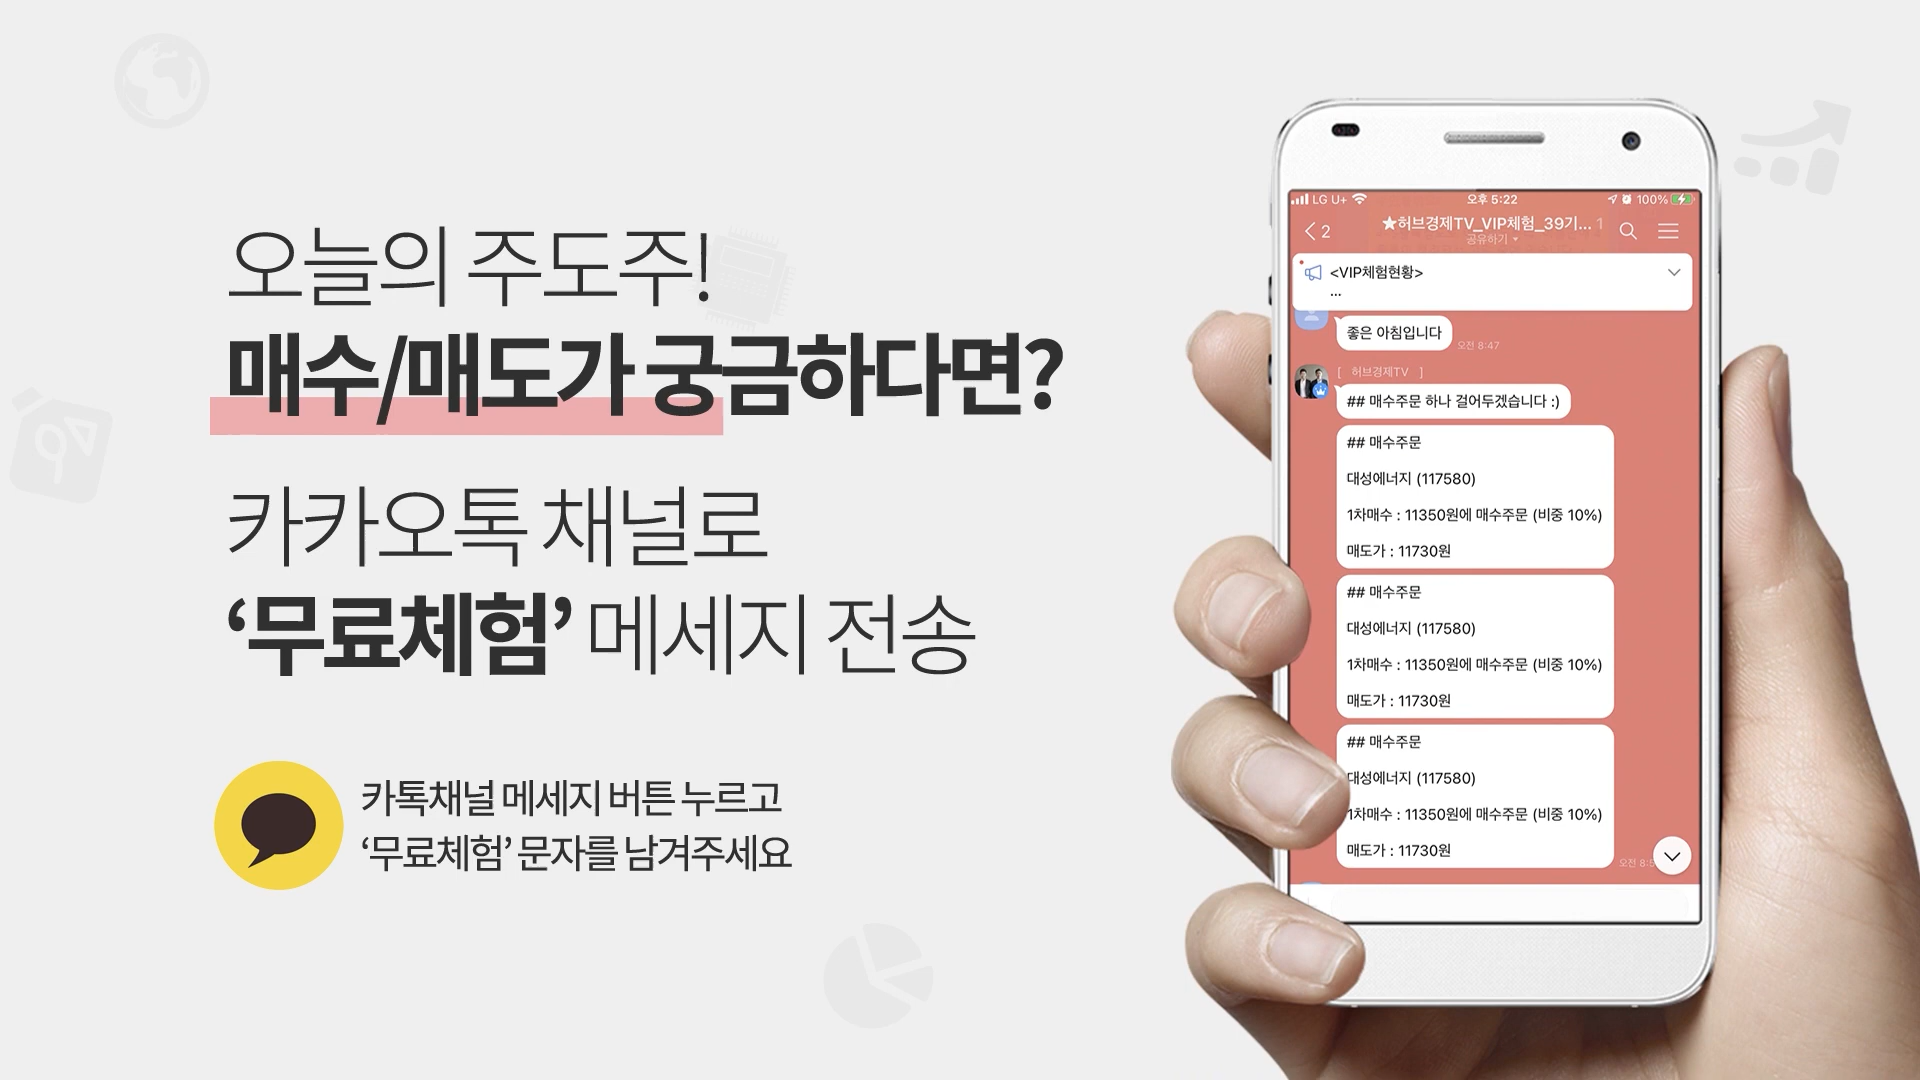 오늘의 주도주!
매수/매도가 궁금하다면?
카카오톡 채널로
‘무료체험’ 메세지 전송
카톡채널 메세지 버튼 누르고
‘무료체험’ 문자를 남겨주세요
LG U+ 오후 5:22 100%
2 ★허브경제TV_VIP체험_39기... 1
공유하기
<VIP체험현황>
...
좋은 아침입니다
오전 8:47
[ 허브경제TV ]
## 매수주문 하나 걸어두겠습니다 :)
## 매수주문
대성에너지 (117580)
1차매수 : 11350원에 매수주문 (비중 10%)
매도가 : 11730원
## 매수주문
대성에너지 (117580)
1차매수 : 11350원에 매수주문 (비중 10%)
매도가 : 11730원
## 매수주문
대성에너지 (117580)
1차매수 : 11350원에 매수주문 (비중 10%)
매도가 : 11730원
오전